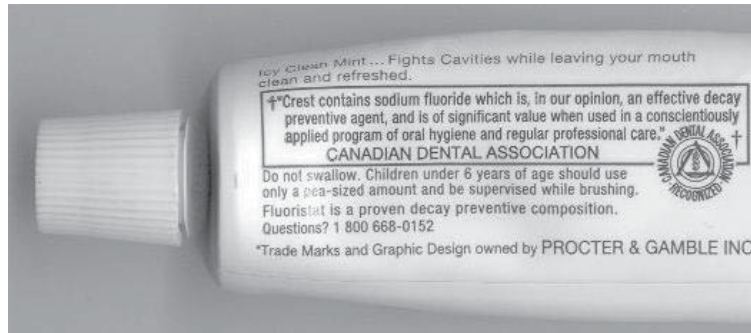 Icy Clean Mint... Fights Cavities while leaving your mouth
clean and refreshed.
†"Crest contains sodium fluoride which is, in our opinion, an effective decay
preventive agent, and is of significant value when used in a conscientiously
applied program of oral hygiene and regular professional care." †
CANADIAN DENTAL ASSOCIATION
CANADIAN DENTAL ASSOCIATION
RECOGNIZED
Do not swallow. Children under 6 years of age should use
only a pea-sized amount and be supervised while brushing.
Fluoristat is a proven decay preventive composition.
Questions? 1 800 668-0152
*Trade Marks and Graphic Design owned by PROCTER & GAMBLE INC